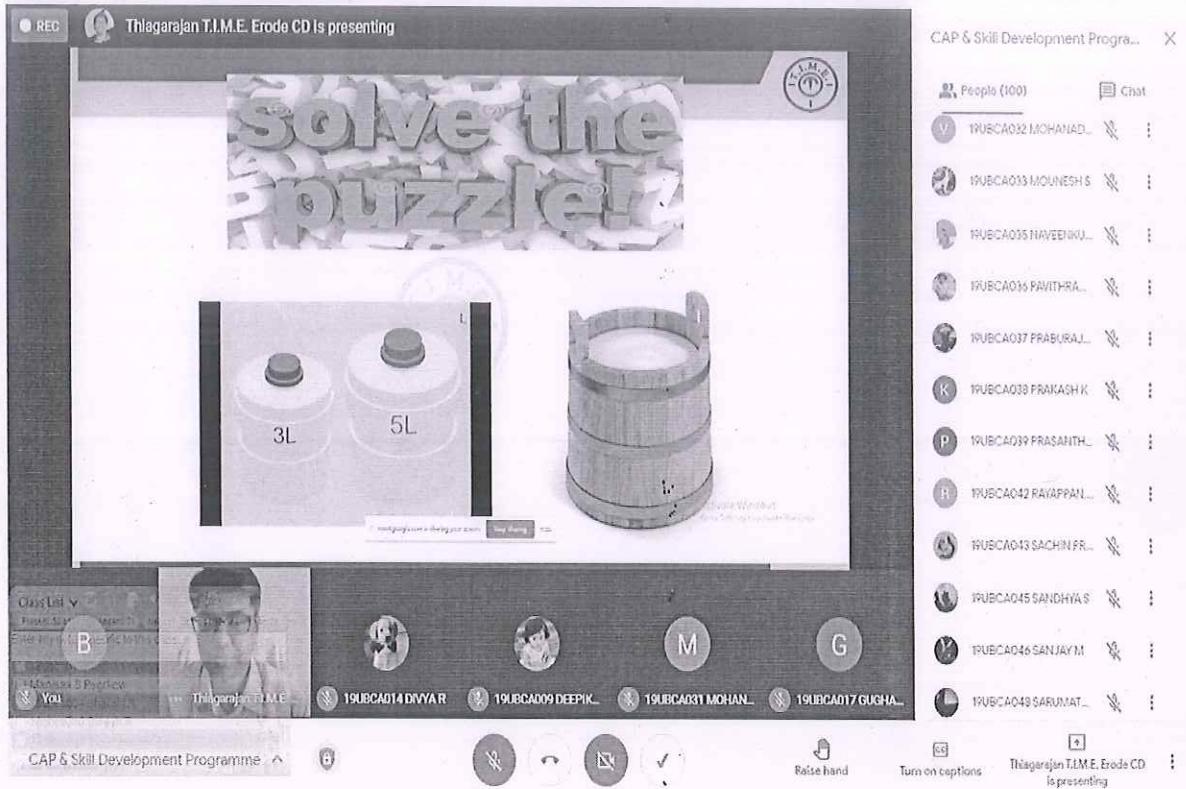 REC
Thiagarajan T.I.M.E. Erode CD is presenting
T.I.M.E.
solve the
puzzle!
3L
5L
L
Stop sharing
Class List
B
You
Thiagarajan T.I.M.E
19UBCA014 DIVYA R
19UBCA009 DEEPIK...
M
19UBCA031 MOHAN...
G
19UBCA017 GUGHA...
CAP & Skill Development Programme
Raise hand
Turn on captions
Thiagarajan T.I.M.E. Erode CD
is presenting
CAP & Skill Development Progra...
People (100)
Chat
V
19UBCA032 MOHANAD...
19UBCA033 MOUNESH S
19UBCA035 NAVEENKU...
19UBCA036 PAVITHRA...
19UBCA037 PRABURAJ...
K
19UBCA038 PRAKASH K
P
19UBCA039 PRASANTH...
R
19UBCA042 RAYAPPAN...
19UBCA043 SACHIN PR...
19UBCA045 SANDHYA S
19UBCA046 SANJAY M
19UBCA048 SARUMAT...